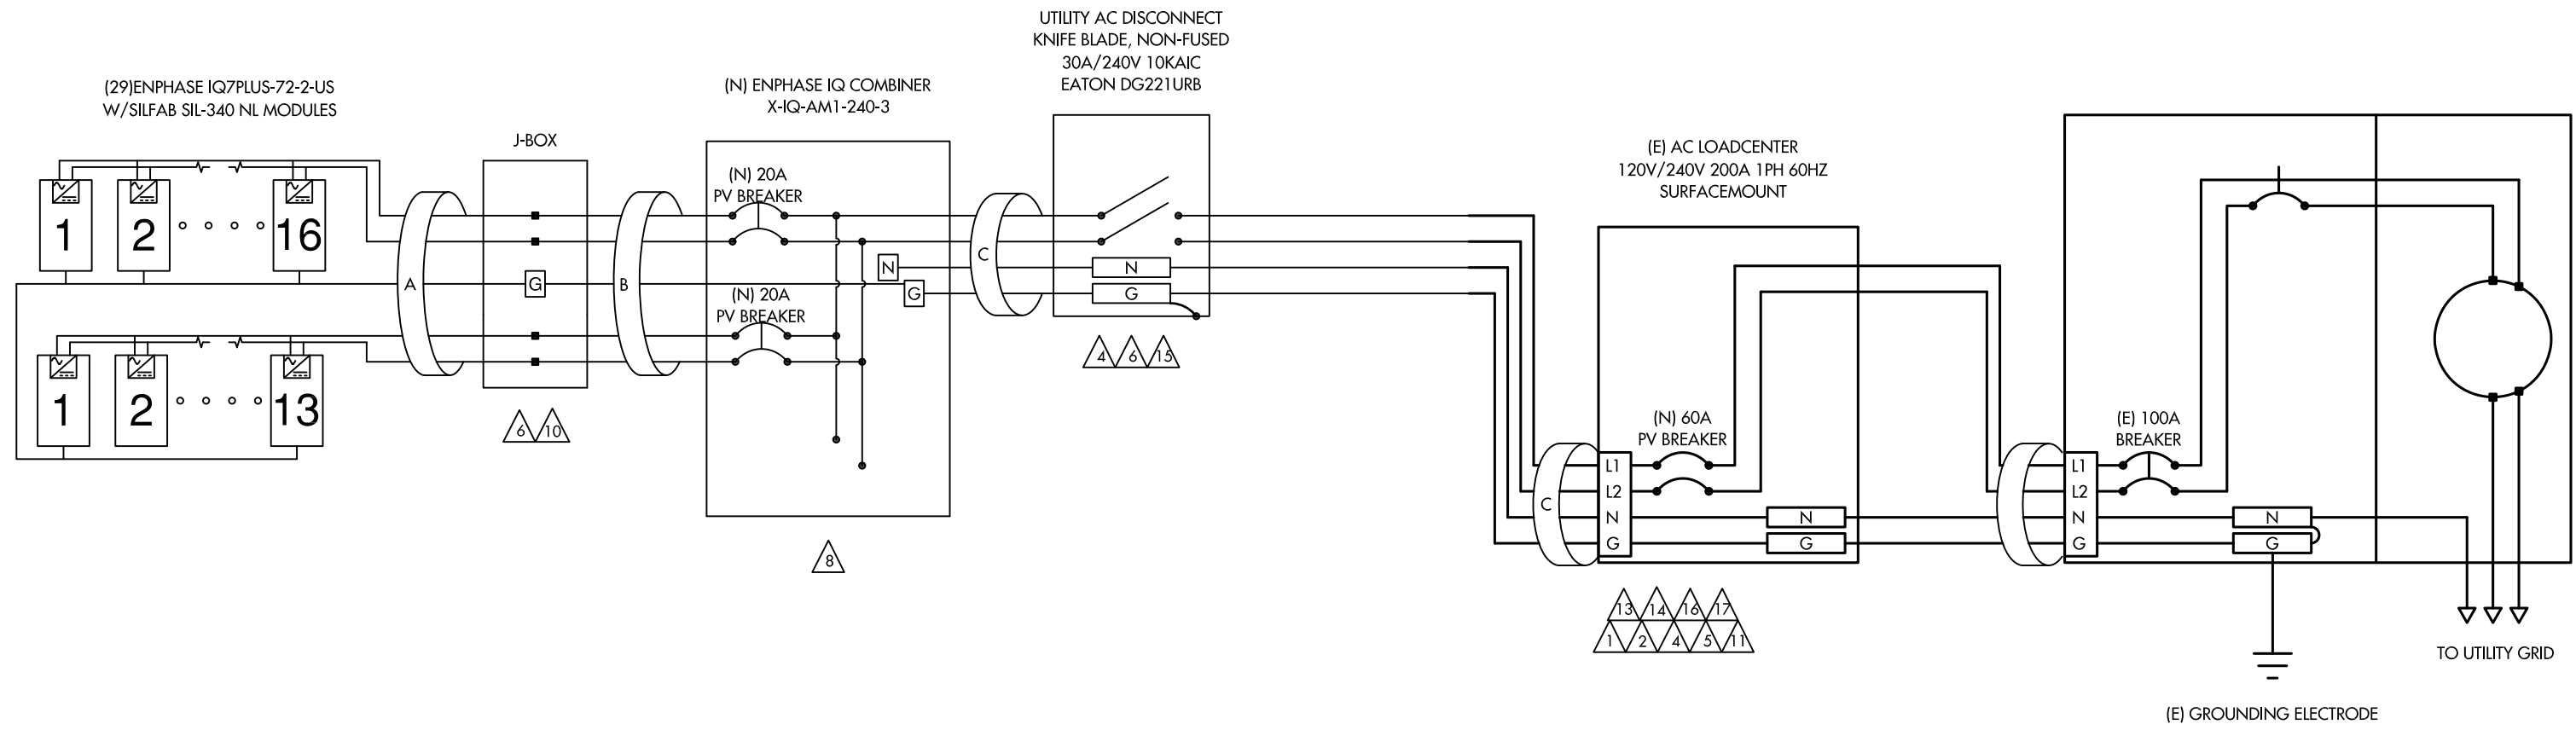 UTILITY AC DISCONNECT
KNIFE BLADE, NON-FUSED
30A/240V 10KAIC
EATON DG221URB
(29)ENPHASE IQ7PLUS-72-2-US
W/SILFAB SIL-340 NL MODULES
(N) ENPHASE IQ COMBINER
X-IQ-AM1-240-3
J-BOX
(E) AC LOADCENTER
120V/240V 200A 1PH 60HZ
SURFACEMOUNT
(N) 20A
PV BREAKER
1 2 16
A
G
B
N
G
C
N
G
(N) 20A
PV BREAKER
4 6 15
1 2 13
6 10
8
(N) 60A
PV BREAKER
C
L1
L2
N
G
N
G
(E) 100A
BREAKER
L1
L2
N
G
N
G
13 14 16 17
1 2 4 5 11
TO UTILITY GRID
(E) GROUNDING ELECTRODE